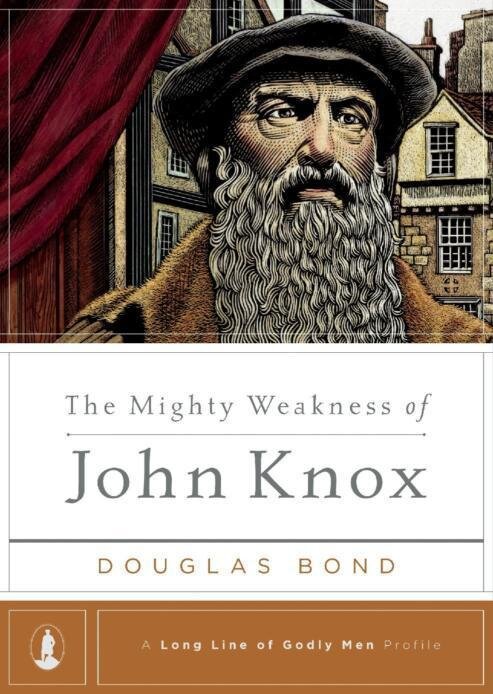 The Mighty Weakness of
John Knox
DOUGLAS BOND
A Long Line of Godly Men Profile